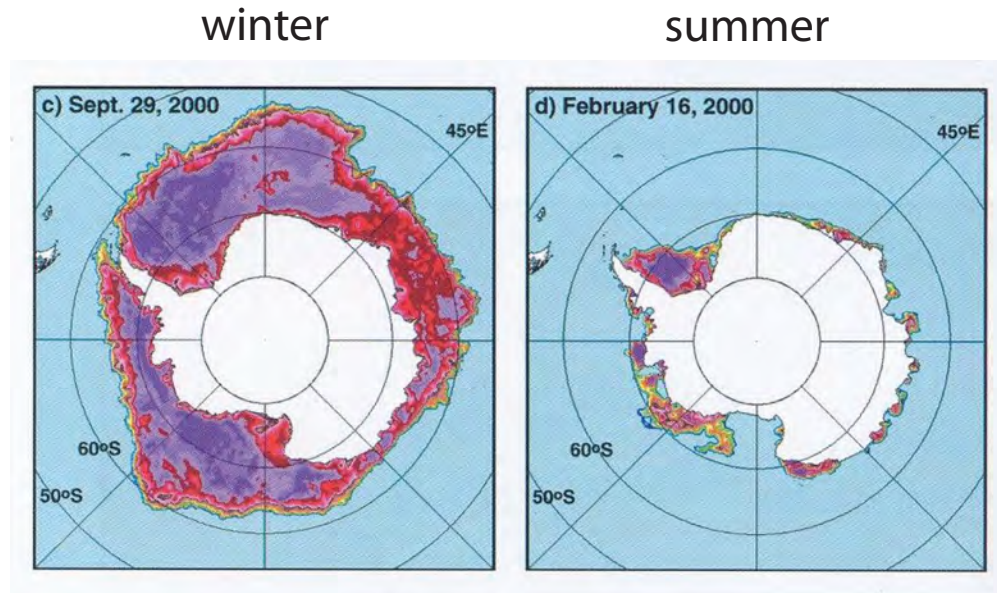 winter
summer
c) Sept. 29, 2000
45ºE
60ºS
50ºS
d) February 16, 2000
45ºE
60ºS
50ºS